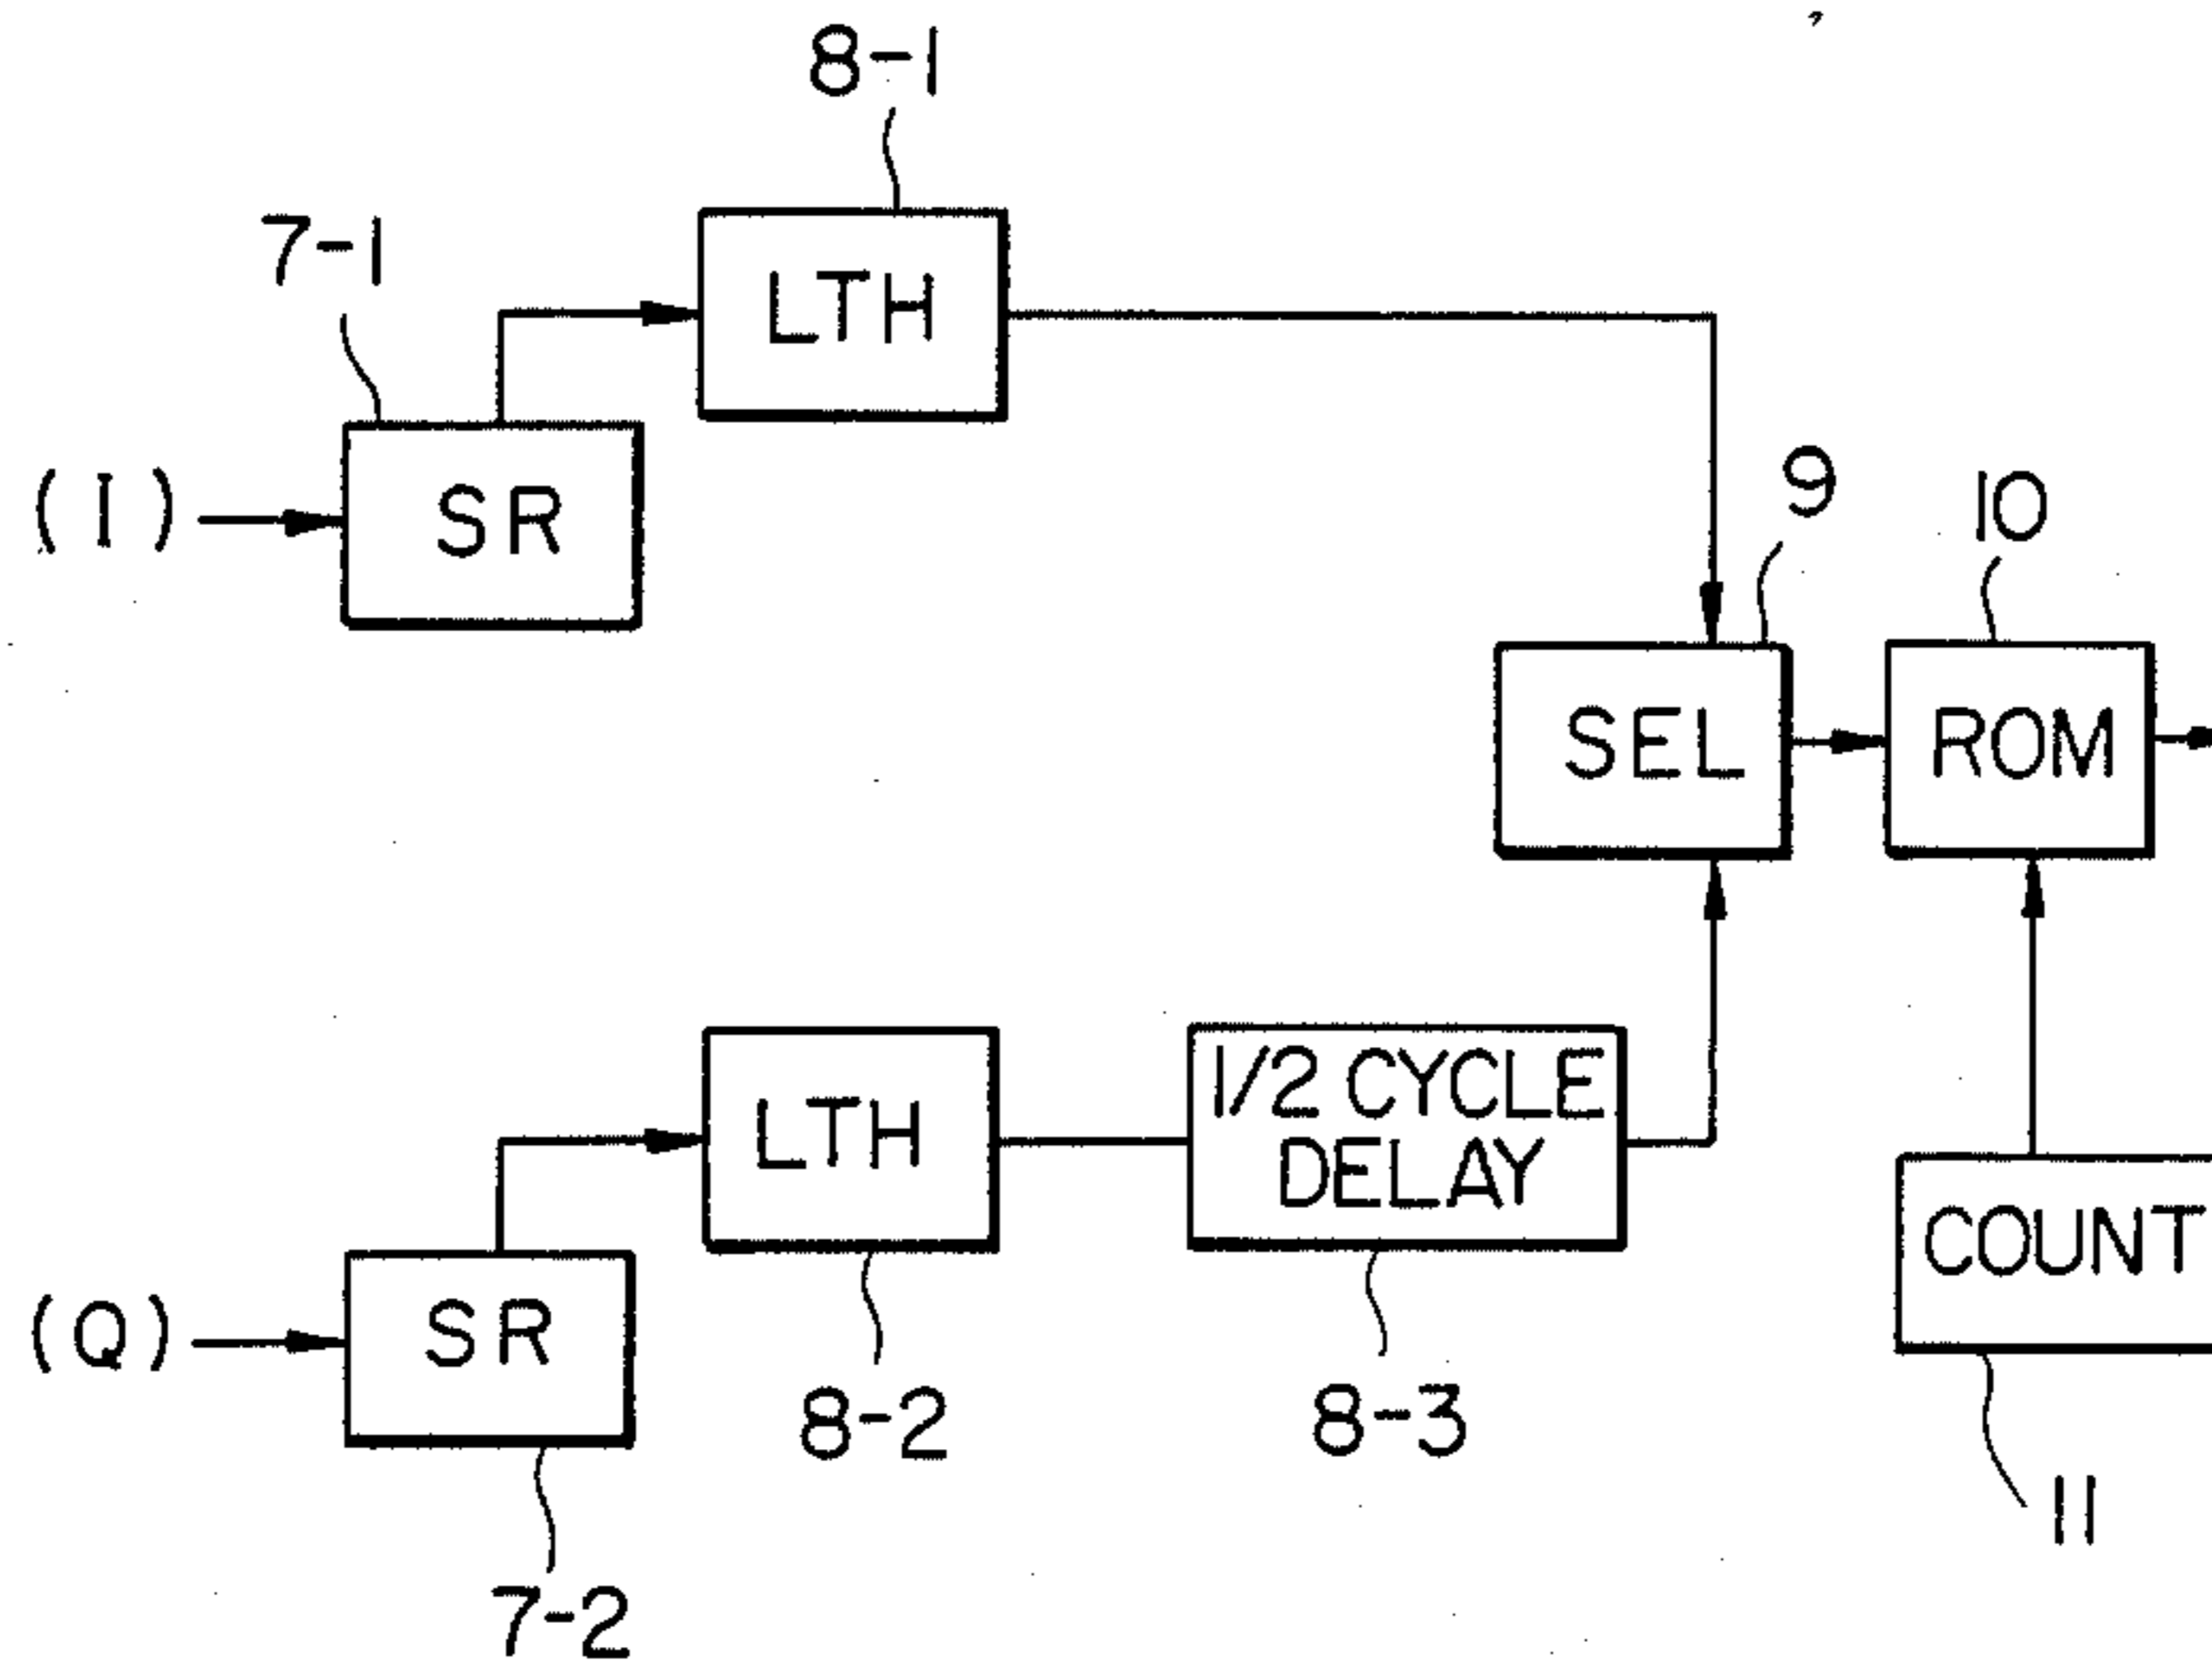 8-1
7-1
LTH
(I)
SR
9
10
SEL
ROM
LTH
1/2 CYCLE
DELAY
COUNT
(Q)
SR
8-2
8-3
11
7-2